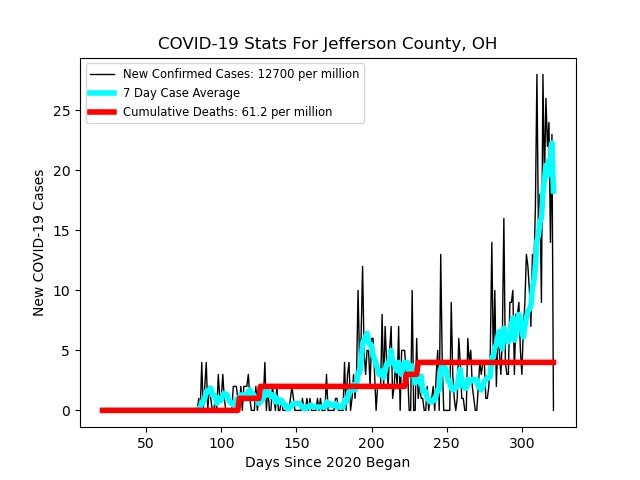 COVID-19 Stats For Jefferson County, OH
New Confirmed Cases: 12700 per million
7 Day Case Average
Cumulative Deaths: 61.2 per million
New COVID-19 Cases
25
20
15
10
5
0
50 100 150 200 250 300
Days Since 2020 Began